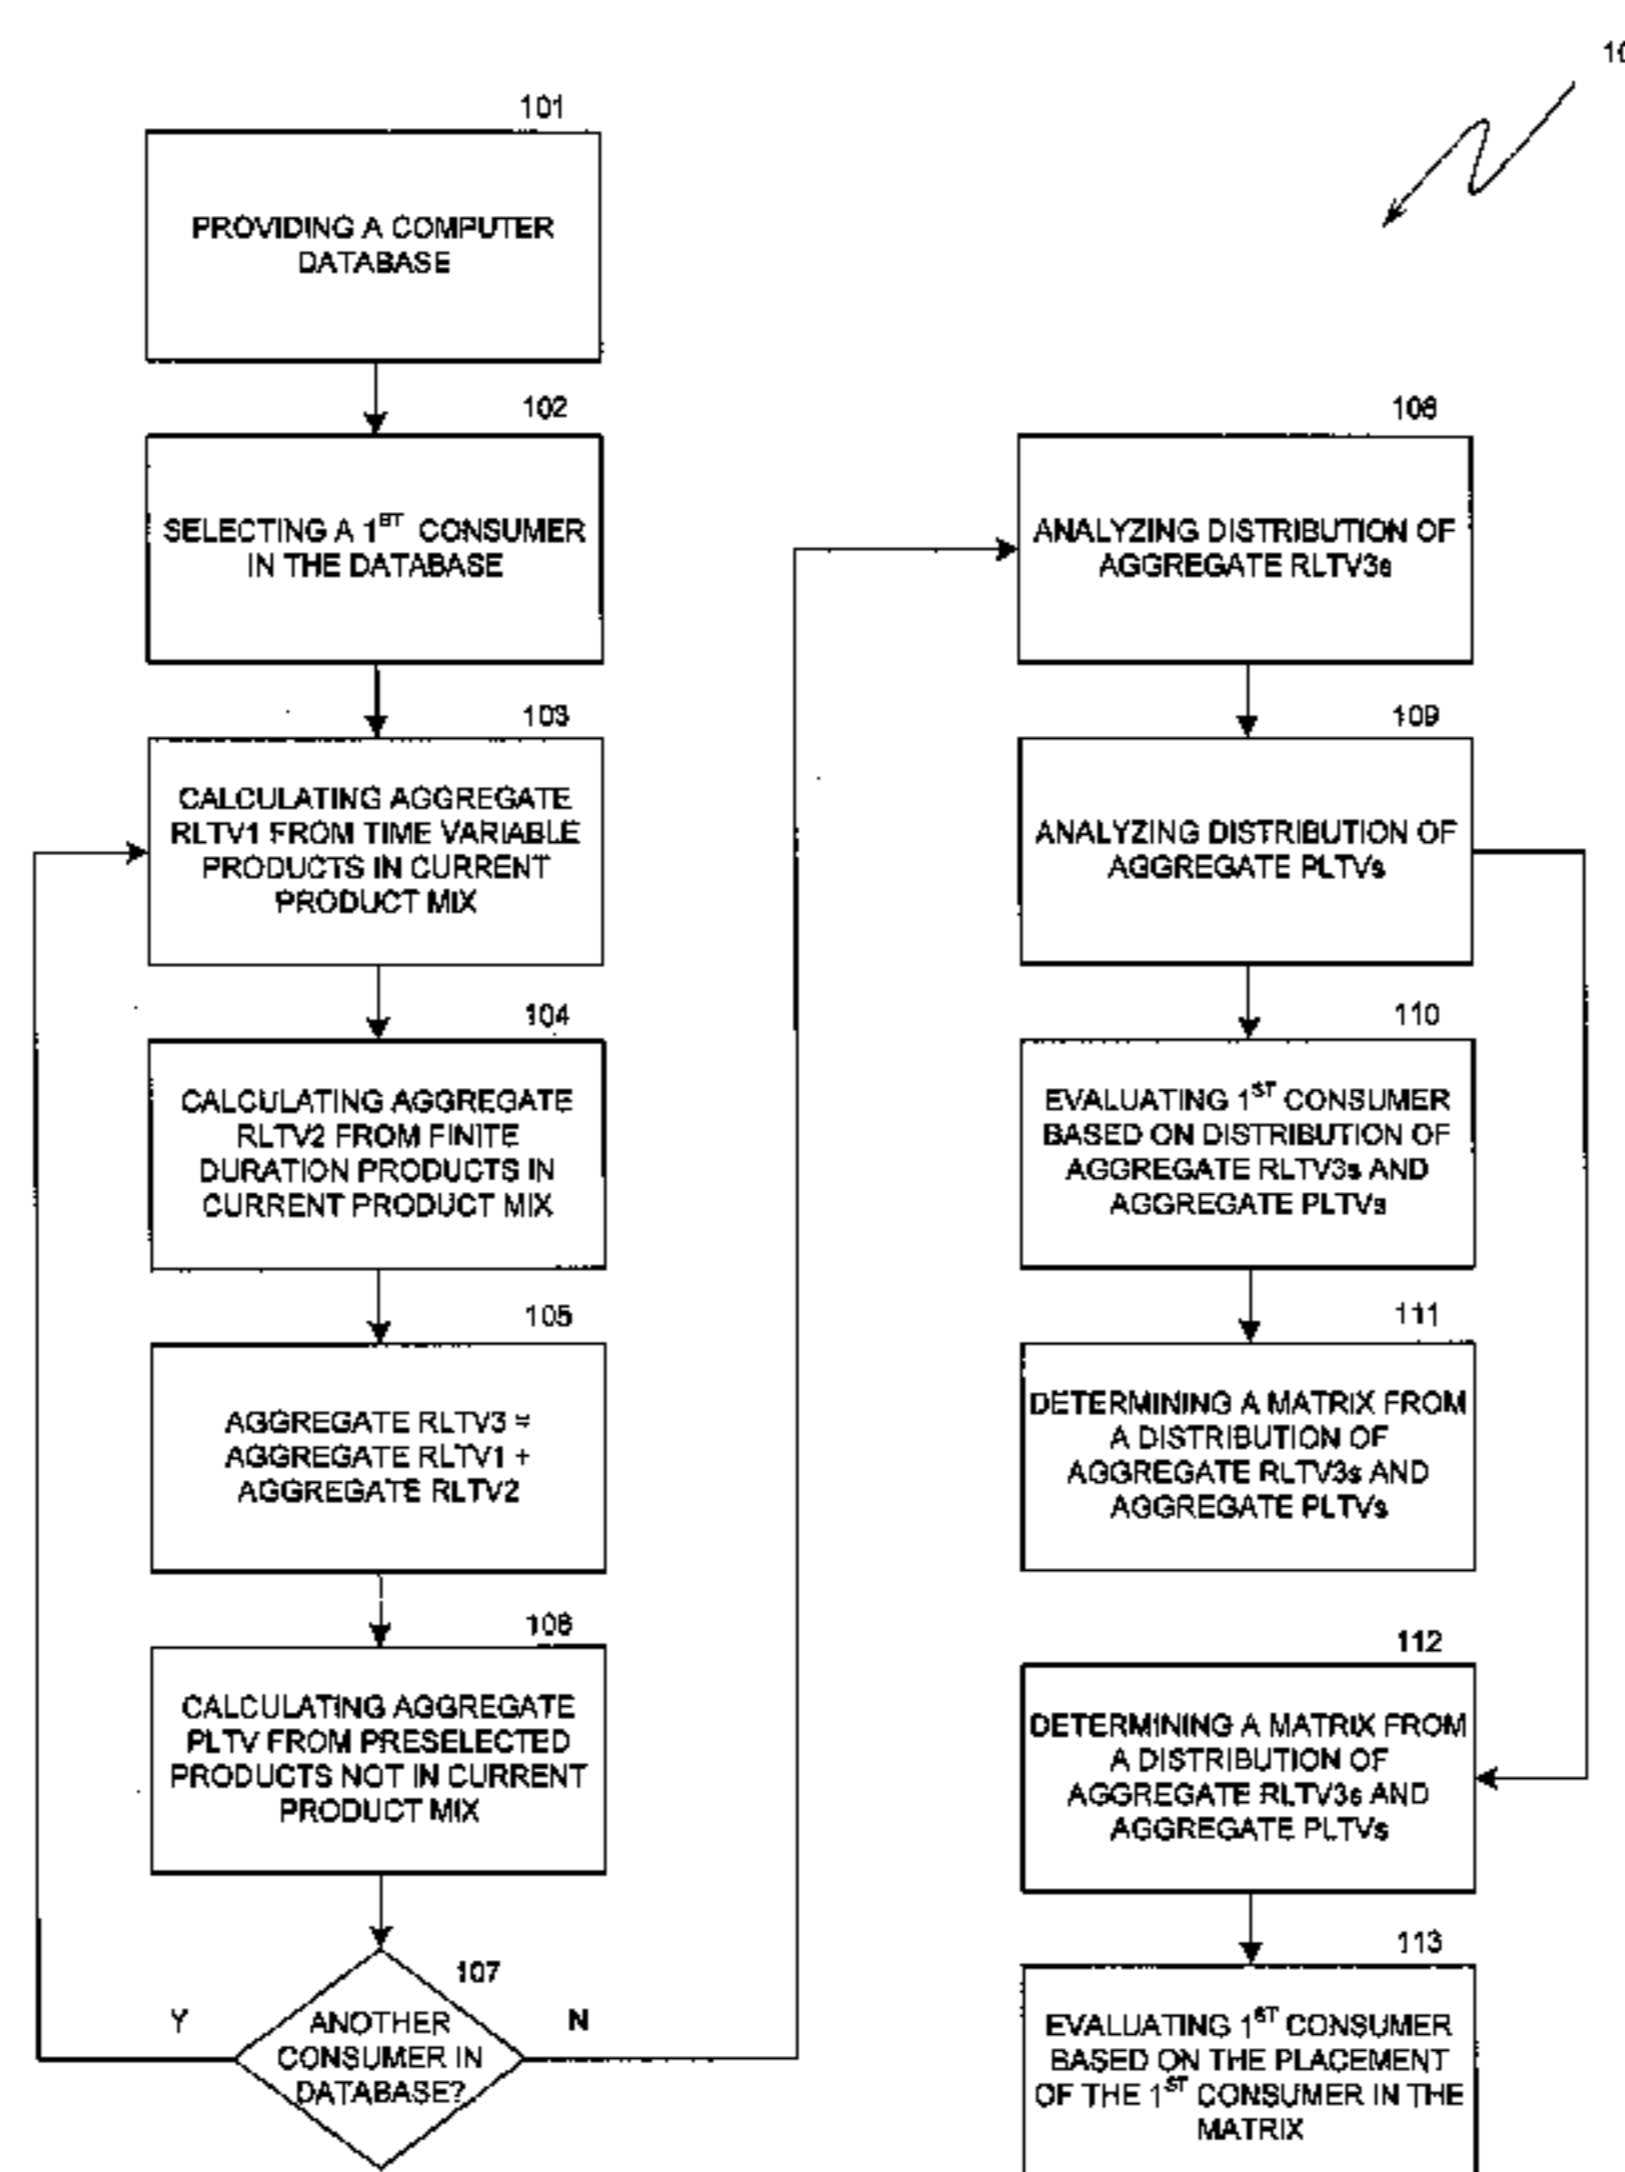 10
101
PROVIDING A COMPUTER
DATABASE
102
SELECTING A 1ST CONSUMER
IN THE DATABASE
103
CALCULATING AGGREGATE
RLTV1 FROM TIME VARIABLE
PRODUCTS IN CURRENT
PRODUCT MIX
104
CALCULATING AGGREGATE
RLTV2 FROM FINITE
DURATION PRODUCTS IN
CURRENT PRODUCT MIX
105
AGGREGATE RLTV3 =
AGGREGATE RLTV1 +
AGGREGATE RLTV2
106
CALCULATING AGGREGATE
PLTV FROM PRESELECTED
PRODUCTS NOT IN CURRENT
PRODUCT MIX
107
ANOTHER
CONSUMER IN
DATABASE?
Y
N
108
ANALYZING DISTRIBUTION OF
AGGREGATE RLTV3s
109
ANALYZING DISTRIBUTION OF
AGGREGATE PLTVs
110
EVALUATING 1ST CONSUMER
BASED ON DISTRIBUTION OF
AGGREGATE RLTV3s AND
AGGREGATE PLTVs
111
DETERMINING A MATRIX FROM
A DISTRIBUTION OF
AGGREGATE RLTV3s AND
AGGREGATE PLTVs
112
DETERMINING A MATRIX FROM
A DISTRIBUTION OF
AGGREGATE RLTV3s AND
AGGREGATE PLTVs
113
EVALUATING 1ST CONSUMER
BASED ON THE PLACEMENT
OF THE 1ST CONSUMER IN THE
MATRIX